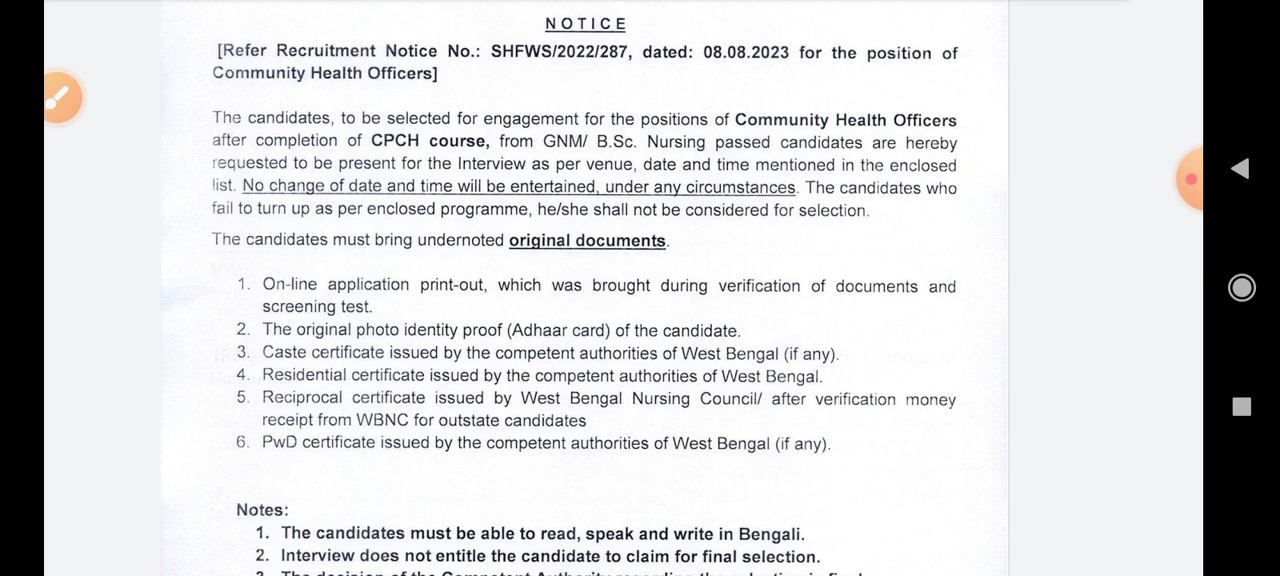 NOTICE
[Refer Recruitment Notice No.: SHFWS/2022/287, dated: 08.08.2023 for the position of
Community Health Officers]
The candidates, to be selected for engagement for the positions of Community Health Officers
after completion of CPCH course, from GNM/ B.Sc. Nursing passed candidates are hereby
requested to be present for the Interview as per venue, date and time mentioned in the enclosed
list. No change of date and time will be entertained, under any circumstances. The candidates who
fail to turn up as per enclosed programme, he/she shall not be considered for selection.
The candidates must bring undernoted original documents.
1. On-line application print-out, which was brought during verification of documents and
screening test.
2. The original photo identity proof (Adhaar card) of the candidate.
3. Caste certificate issued by the competent authorities of West Bengal (if any).
4. Residential certificate issued by the competent authorities of West Bengal.
5. Reciprocal certificate issued by West Bengal Nursing Council/ after verification money
receipt from WBNC for outstate candidates
6. PwD certificate issued by the competent authorities of West Bengal (if any).
Notes:
1. The candidates must be able to read, speak and write in Bengali.
2. Interview does not entitle the candidate to claim for final selection.